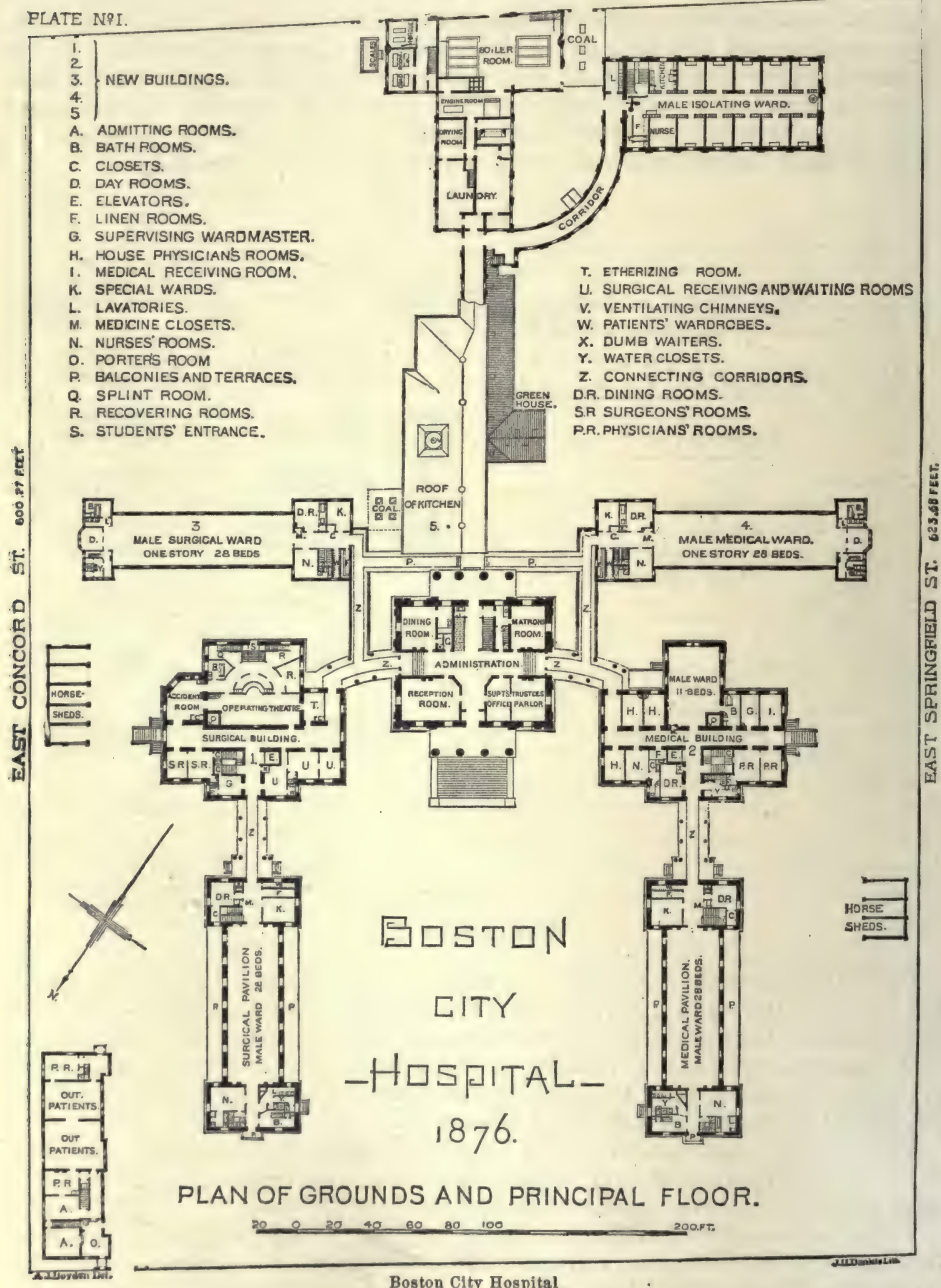 PLATE Nº1.
1.
2
3. NEW BUILDINGS.
4.
5
A. ADMITTING ROOMS.
B. BATH ROOMS.
C. CLOSETS.
D. DAY ROOMS.
E. ELEVATORS.
F. LINEN ROOMS.
G. SUPERVISING WARDMASTER.
H. HOUSE PHYSICIAN'S ROOMS.
I. MEDICAL RECEIVING ROOM.
K. SPECIAL WARDS.
L. LAVATORIES.
M. MEDICINE CLOSETS.
N. NURSES' ROOMS.
O. PORTER'S ROOM
P. BALCONIES AND TERRACES.
Q. SPLINT ROOM.
R. RECOVERING ROOMS.
S. STUDENTS' ENTRANCE.
T. ETHERIZING ROOM.
U. SURGICAL RECEIVING AND WAITING ROOMS
V. VENTILATING CHIMNEYS.
W. PATIENTS' WARDROBES.
X. DUMB WAITERS.
Y. WATER CLOSETS.
Z. CONNECTING CORRIDORS.
D.R. DINING ROOMS.
S.R SURGEONS' ROOMS.
P.R. PHYSICIANS' ROOMS.
SCALES
BOILER
ROOM.
COAL
ENGINE ROOM
DRYING
ROOM
LAUNDRY.
CORRIDOR
L
KITCHEN
MALE ISOLATING WARD.
F
NURSE
GREEN
HOUSE.
C
ROOF
OF KITCHEN
5.
COAL
EAST CONCORD ST. 600.77 FEET
EAST SPRINGFIELD ST. 623.68 FEET.
D.
3
MALE SURGICAL WARD
ONE STORY 28 BEDS
D.R.
K.
M.
C
N.
F
K.
D.R.
C.
M.
N.
4.
MALE MEDICAL WARD.
ONE STORY 28 BEDS.
D.
P.
P.
Z
Z
DINING
ROOM.
C
MATRONS
ROOM.
Z.
ADMINISTRATION
Z.
RECEPTION
ROOM.
SUPTS
OFFICE
TRUSTEES
PARLOR.
HORSE-
SHEDS.
Q
S
R
B
R.
ACCIDENT
ROOM
OPERATING THEATRE
T.
P
SURGICAL BUILDING.
S.R
S.R.
1.
E.
G
U
U
U.
MALE WARD
11 BEDS.
H.
H.
P
B
G.
I.
MEDICAL BUILDING
2
H.
N.
F
E
C
D.R.
C
Y
P.R
P.R
Z
Z
D.R
C
M.
F
K.
SURGICAL PAVILION
MALE WARD 28 BEDS.
P
P
N.
Y
B.
K.
M
D.R
C
MEDICAL PAVILION.
MALE WARD 28 BEDS.
P
P
Y
B
N.
P
HORSE
SHEDS.
N.
P.R.
H
OUT.
PATIENTS
OUT
PATIENTS.
P.R
A.
A.
O.
BOSTON
CITY
-HOSPITAL-
1876.
PLAN OF GROUNDS AND PRINCIPAL FLOOR.
20 0 20 40 60 80 100 200.FT.
A.J.Boyden Del.
J.H.Daniels Lith.
Boston City Hospital